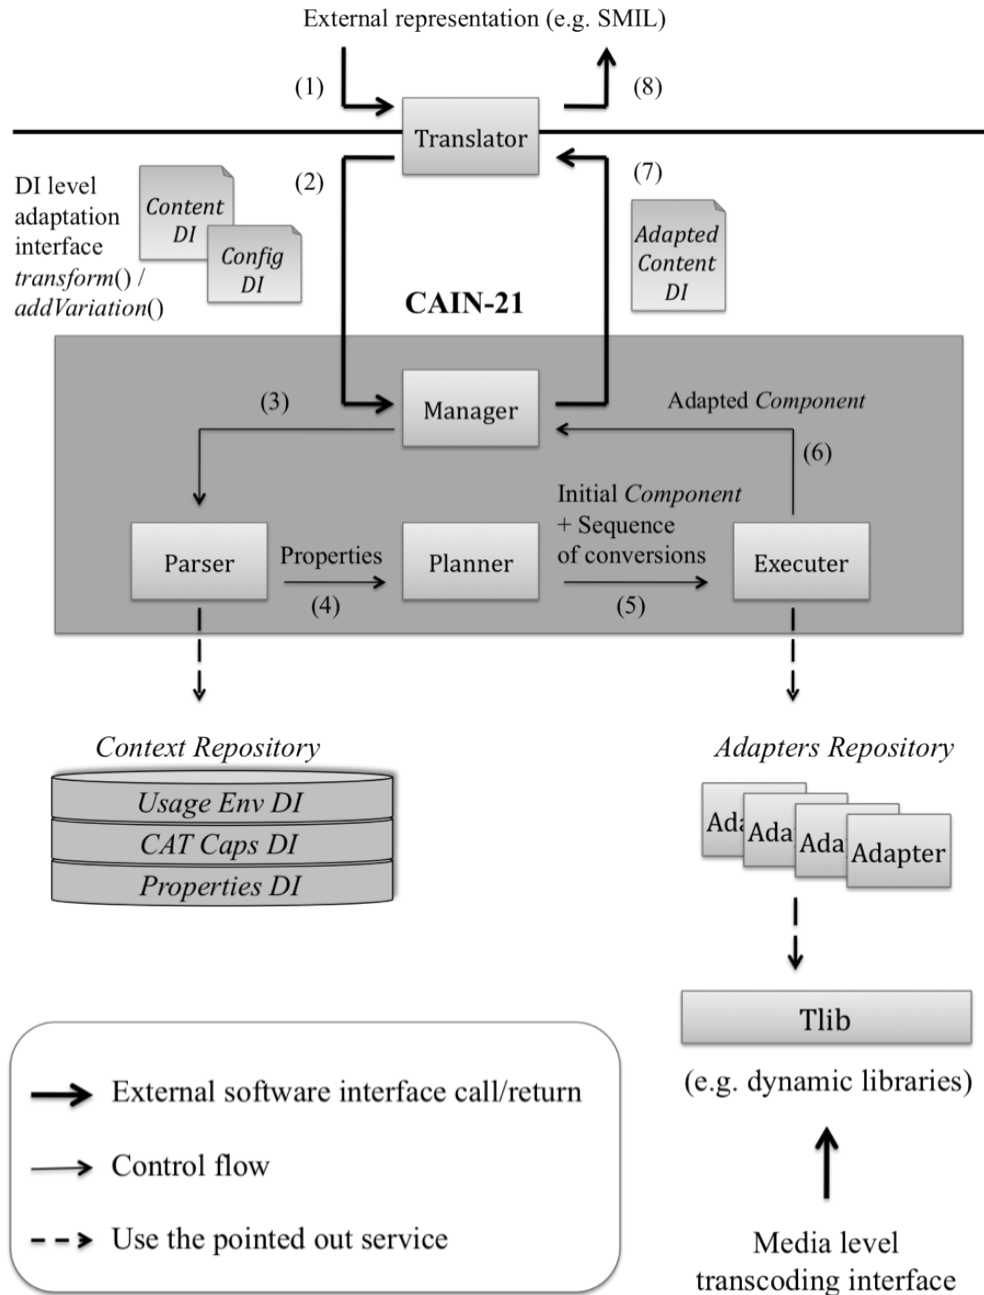 External representation (e.g. SMIL)
(1)
(8)
Translator
(2)
(7)
DI level
adaptation
interface
transform() /
addVariation()
Content
DI
Config
DI
Adapted
Content
DI
CAIN-21
Manager
(3)
Adapted Component
(6)
Initial Component
+ Sequence
of conversions
Parser
Properties
(4)
Planner
(5)
Executer
Context Repository
Usage Env DI
CAT Caps DI
Properties DI
Adapters Repository
Ada
Ada
Ada
Adapter
Tlib
(e.g. dynamic libraries)
External software interface call/return
Control flow
Use the pointed out service
Media level
transcoding interface